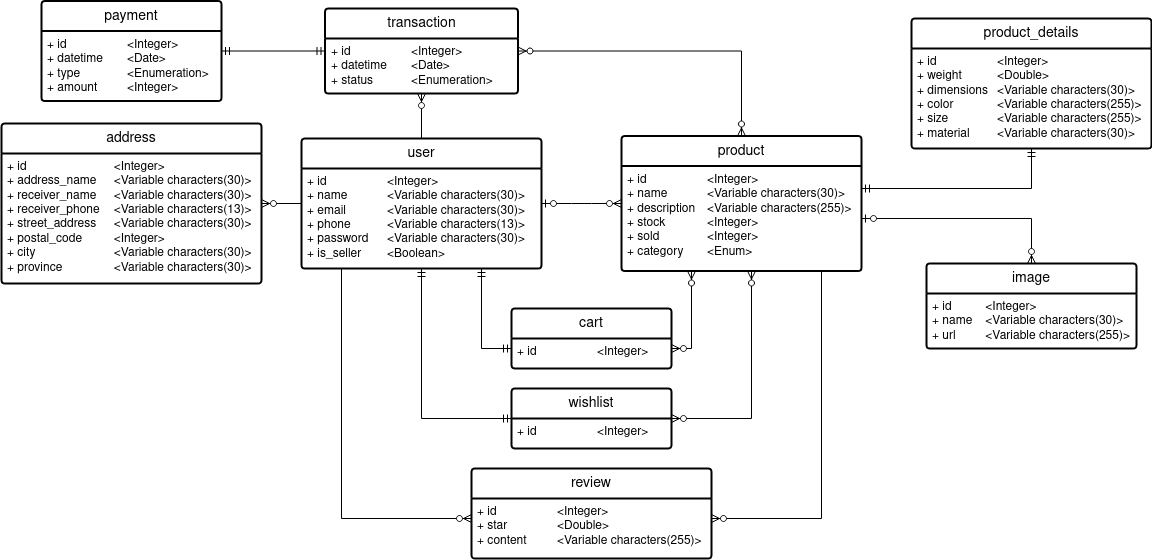 payment
+ id <Integer>
+ datetime <Date>
+ type <Enumeration>
+ amount <Integer>
transaction
+ id <Integer>
+ datetime <Date>
+ status <Enumeration>
product_details
+ id <Integer>
+ weight <Double>
+ dimensions <Variable characters(30)>
+ color <Variable characters(255)>
+ size <Variable characters(255)>
+ material <Variable characters(30)>
address
+ id <Integer>
+ address_name <Variable characters(30)>
+ receiver_name <Variable characters(30)>
+ receiver_phone <Variable characters(13)>
+ street_address <Variable characters(30)>
+ postal_code <Integer>
+ city <Variable characters(30)>
+ province <Variable characters(30)>
user
+ id <Integer>
+ name <Variable characters(30)>
+ email <Variable characters(30)>
+ phone <Variable characters(13)>
+ password <Variable characters(30)>
+ is_seller <Boolean>
product
+ id <Integer>
+ name <Variable characters(30)>
+ description <Variable characters(255)>
+ stock <Integer>
+ sold <Integer>
+ category <Enum>
image
+ id <Integer>
+ name <Variable characters(30)>
+ url <Variable characters(255)>
cart
+ id <Integer>
wishlist
+ id <Integer>
review
+ id <Integer>
+ star <Double>
+ content <Variable characters(255)>